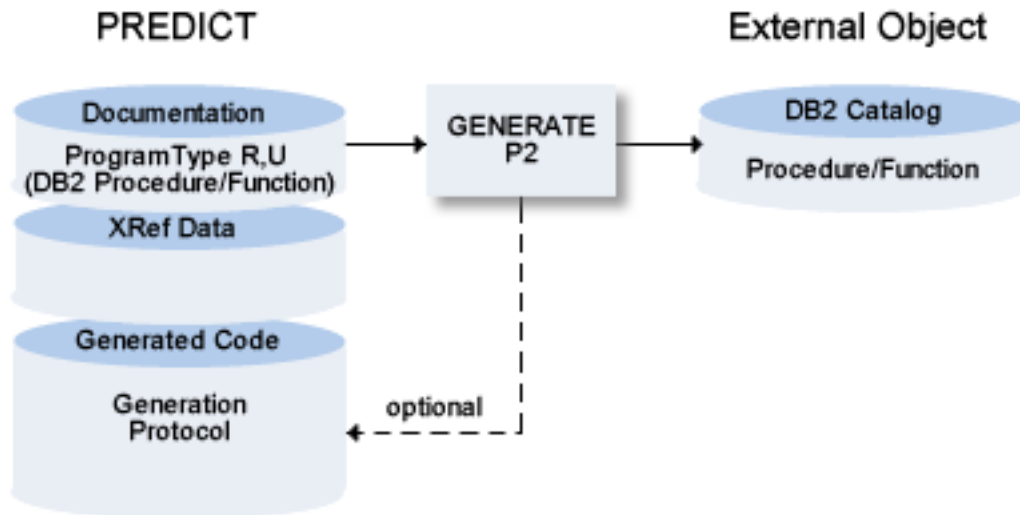 PREDICT
External Object
Documentation
ProgramType R,U
(DB2 Procedure/Function)
GENERATE
P2
DB2 Catalog
Procedure/Function
XRef Data
Generated Code
Generation
Protocol
optional